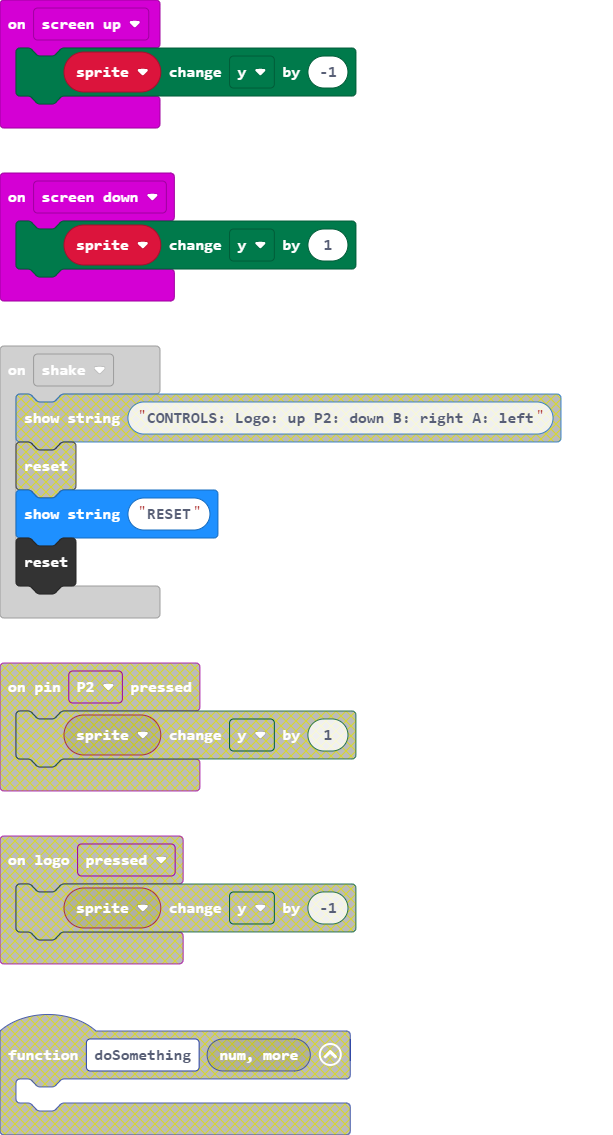 on screen up
sprite change y by -1
on screen down
sprite change y by 1
on shake
show string "CONTROLS: Logo: up P2: down B: right A: left"
reset
show string "RESET"
reset
on pin P2 pressed
sprite change y by 1
on logo pressed
sprite change y by -1
function doSomething num, more